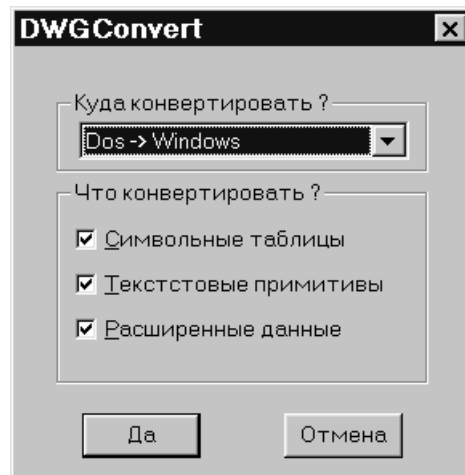 DWGConvert
Куда конвертировать ?
Dos -> Windows
Что конвертировать ?
Символьные таблицы
Текстстовые примитивы
Расширенные данные
Да Отмена